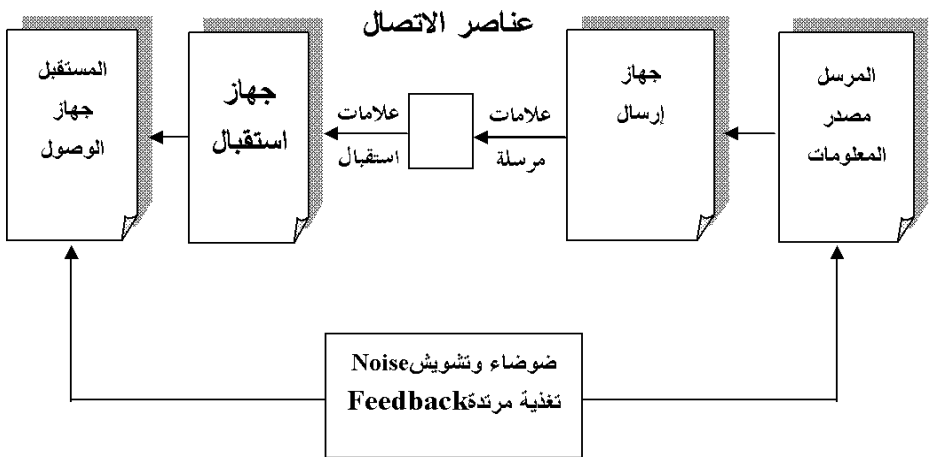 عناصر الاتصال
المرسل
مصدر
المعلومات
جهاز
إرسال
علامات
مرسلة
علامات
استقبال
جهاز
استقبال
المستقبل
جهاز
الوصول
ضوضاء وتشويشNoise
تغذية مرتدةFeedback